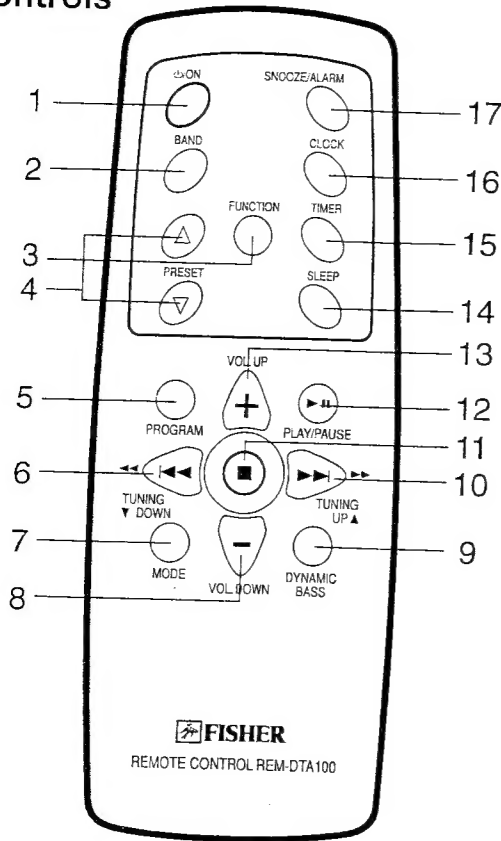 ontrols
⏻/ON
SNOOZE/ALARM
1
17
BAND
CLOCK
2
16
FUNCTION
TIMER
3
15
4
PRESET
SLEEP
14
VOL. UP
13
5
+
12
PROGRAM
PLAY/PAUSE
11
6
10
TUNING
▼ DOWN
TUNING
UP ▲
7
9
MODE
–
DYNAMIC
BASS
8
VOL. DOWN
FISHER
REMOTE CONTROL REM-DTA100